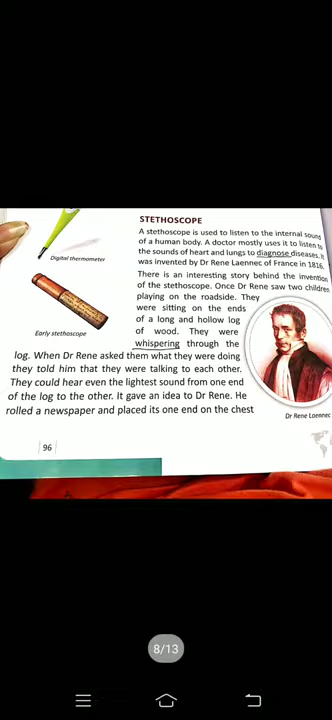 STETHOSCOPE
A stethoscope is used to listen to the internal sound
of a human body. A doctor mostly uses it to listen to
the sounds of heart and lungs to diagnose diseases. It
was invented by Dr Rene Laennec of France in 1816.
Digital thermometer
There is an interesting story behind the invention
of the stethoscope. Once Dr Rene saw two children
playing on the roadside. They
were sitting on the ends
of a long and hollow log
of wood. They were
whispering through the
Early stethoscope
log. When Dr Rene asked them what they were doing
they told him that they were talking to each other.
They could hear even the lightest sound from one end
of the log to the other. It gave an idea to Dr Rene. He
rolled a newspaper and placed its one end on the chest
Dr Rene Loennec
96
8/13